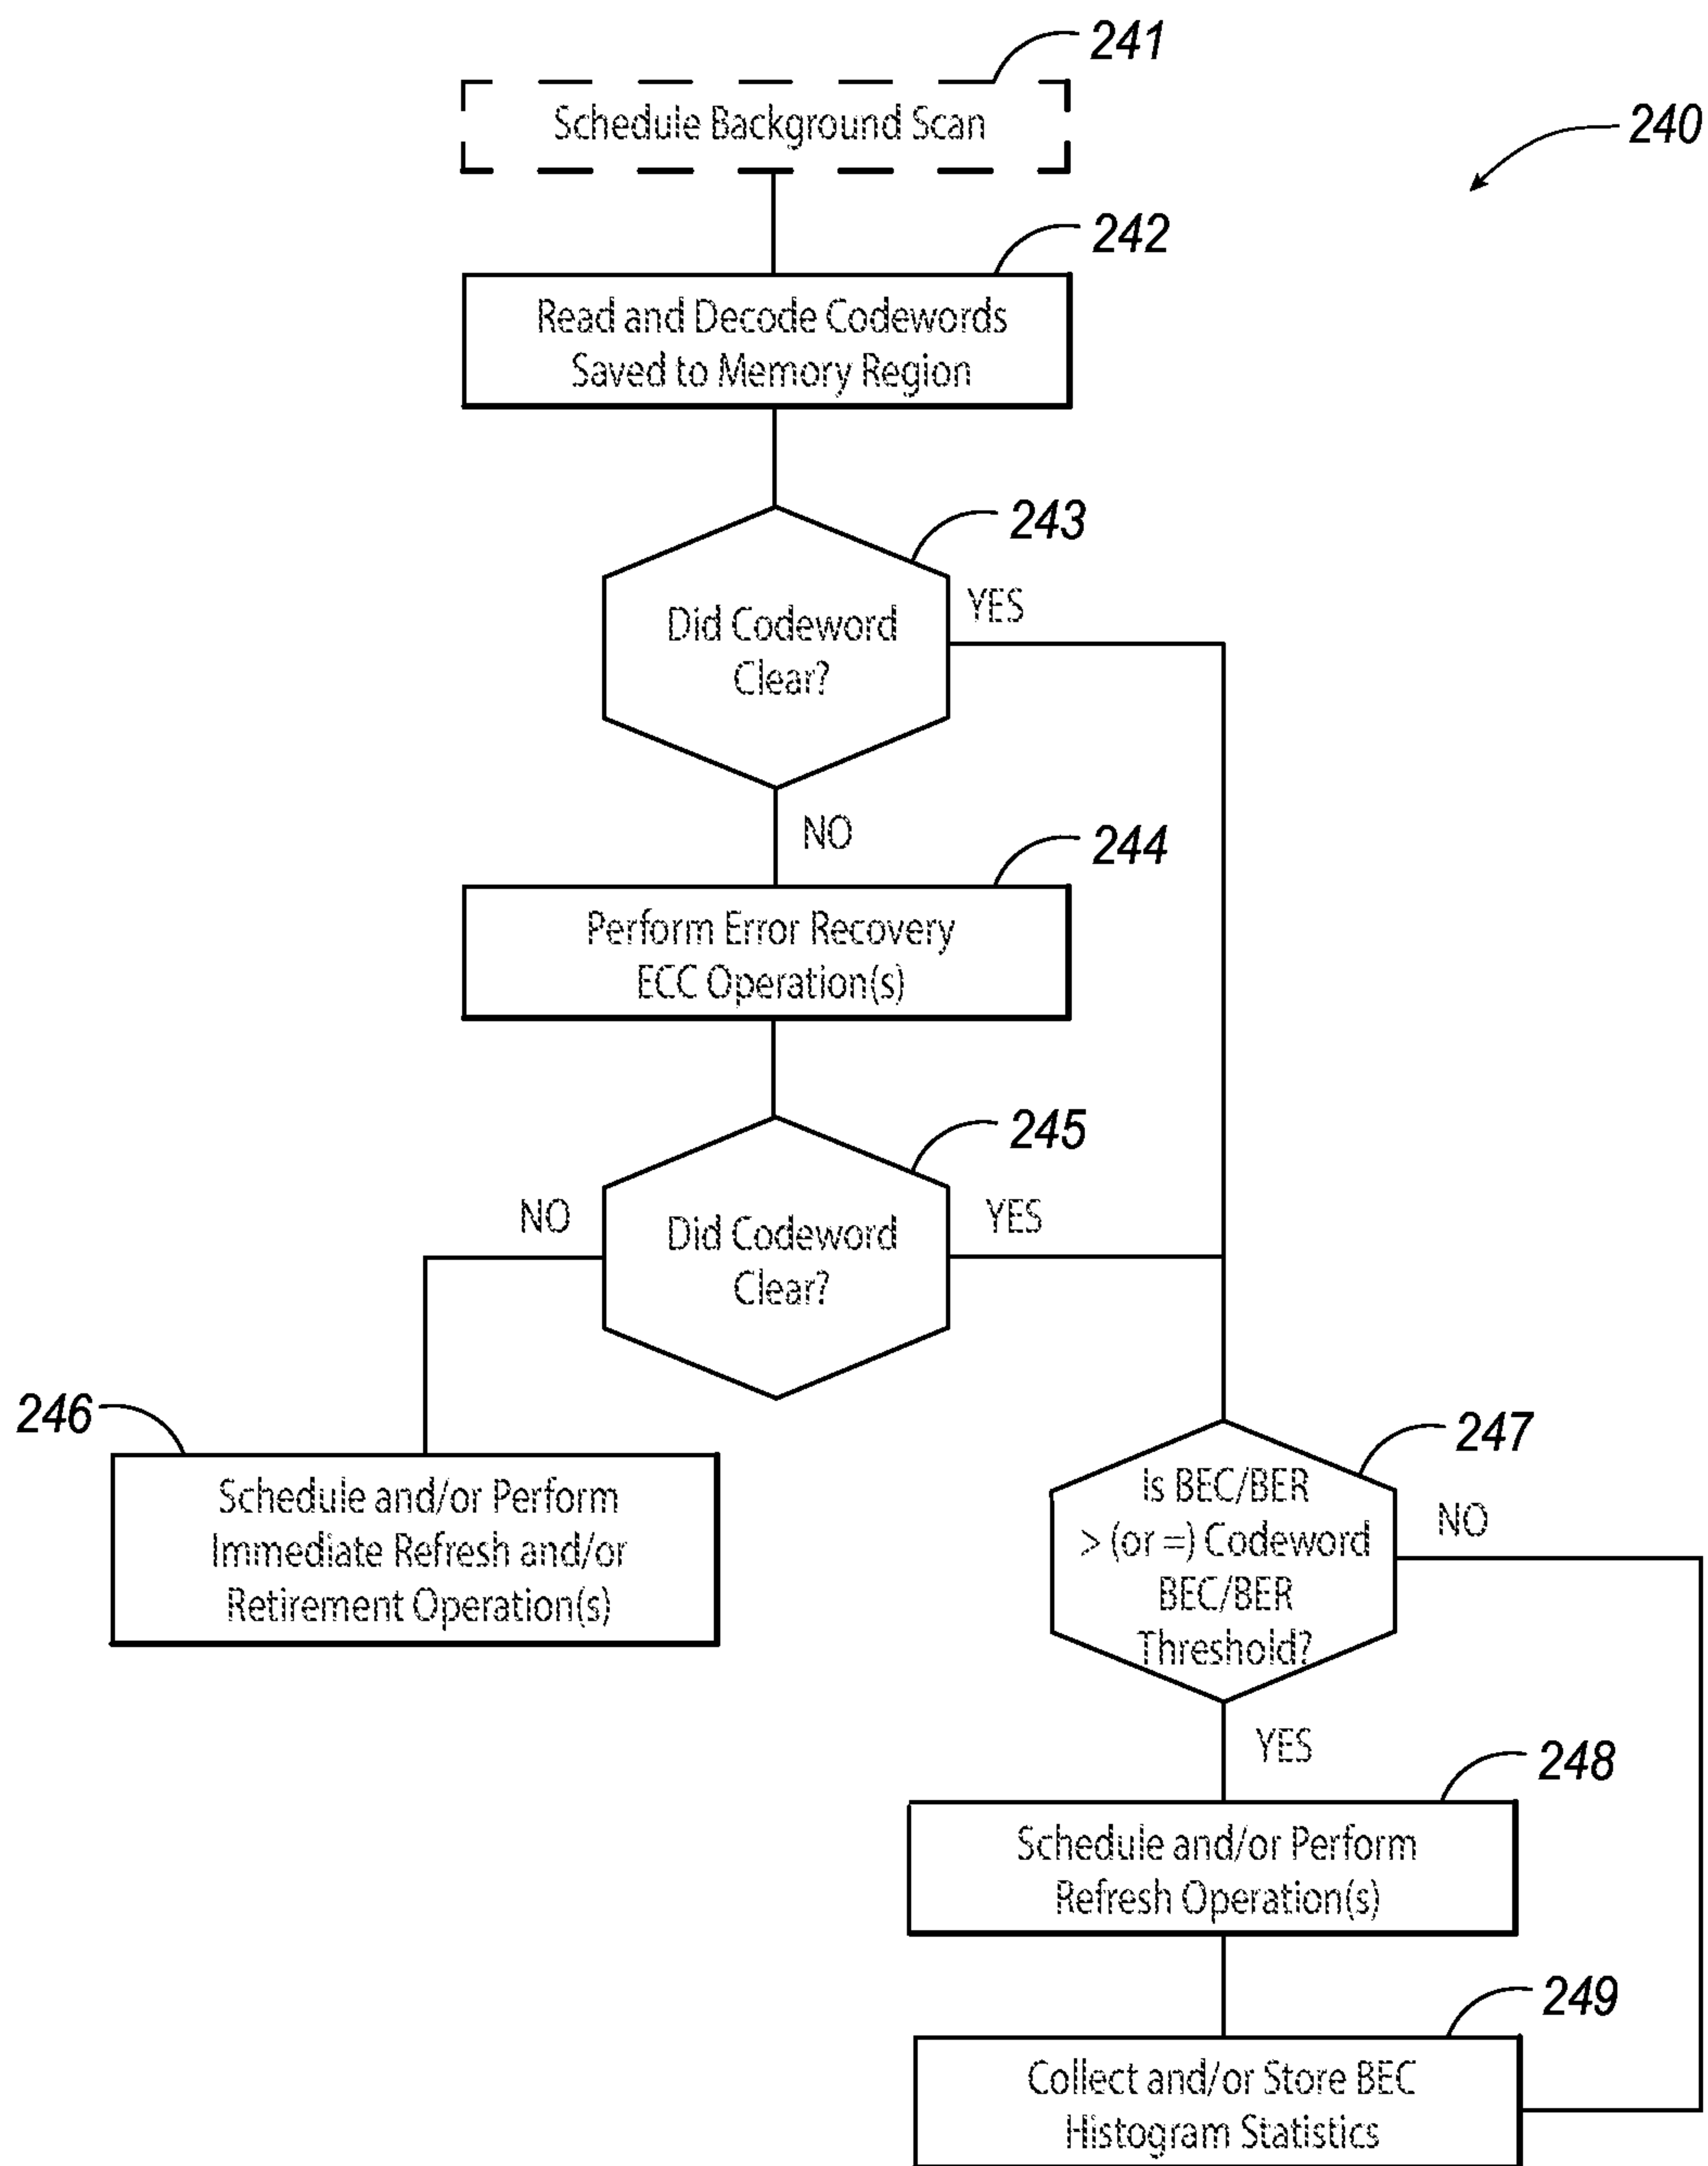 241
Schedule Background Scan
240
242
Read and Decode Codewords
Saved to Memory Region
243
Did Codeword
Clear?
YES
NO
244
Perform Error Recovery
ECC Operation(s)
245
Did Codeword
Clear?
NO
YES
246
Schedule and/or Perform
Immediate Refresh and/or
Retirement Operation(s)
247
Is BEC/BER
> (or =) Codeword
BEC/BER
Threshold?
NO
YES
248
Schedule and/or Perform
Refresh Operation(s)
249
Collect and/or Store BEC
Histogram Statistics